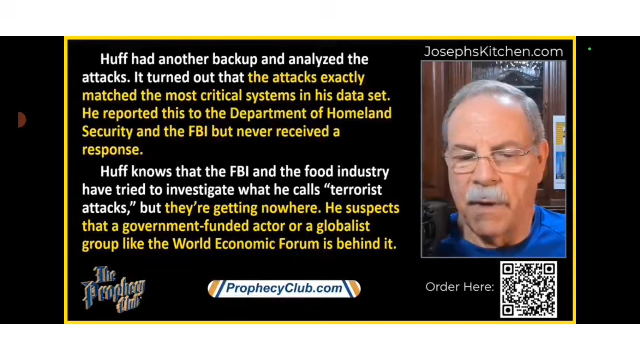 Huff had another backup and analyzed the
attacks. It turned out that the attacks exactly
matched the most critical systems in his data set.
He reported this to the Department of Homeland
Security and the FBI but never received a
response.
Huff knows that the FBI and the food industry
have tried to investigate what he calls “terrorist
attacks,” but they’re getting nowhere. He suspects
that a government-funded actor or a globalist
group like the World Economic Forum is behind it.
The
Prophecy
Club
ProphecyClub.com
JosephsKitchen.com
Order Here: